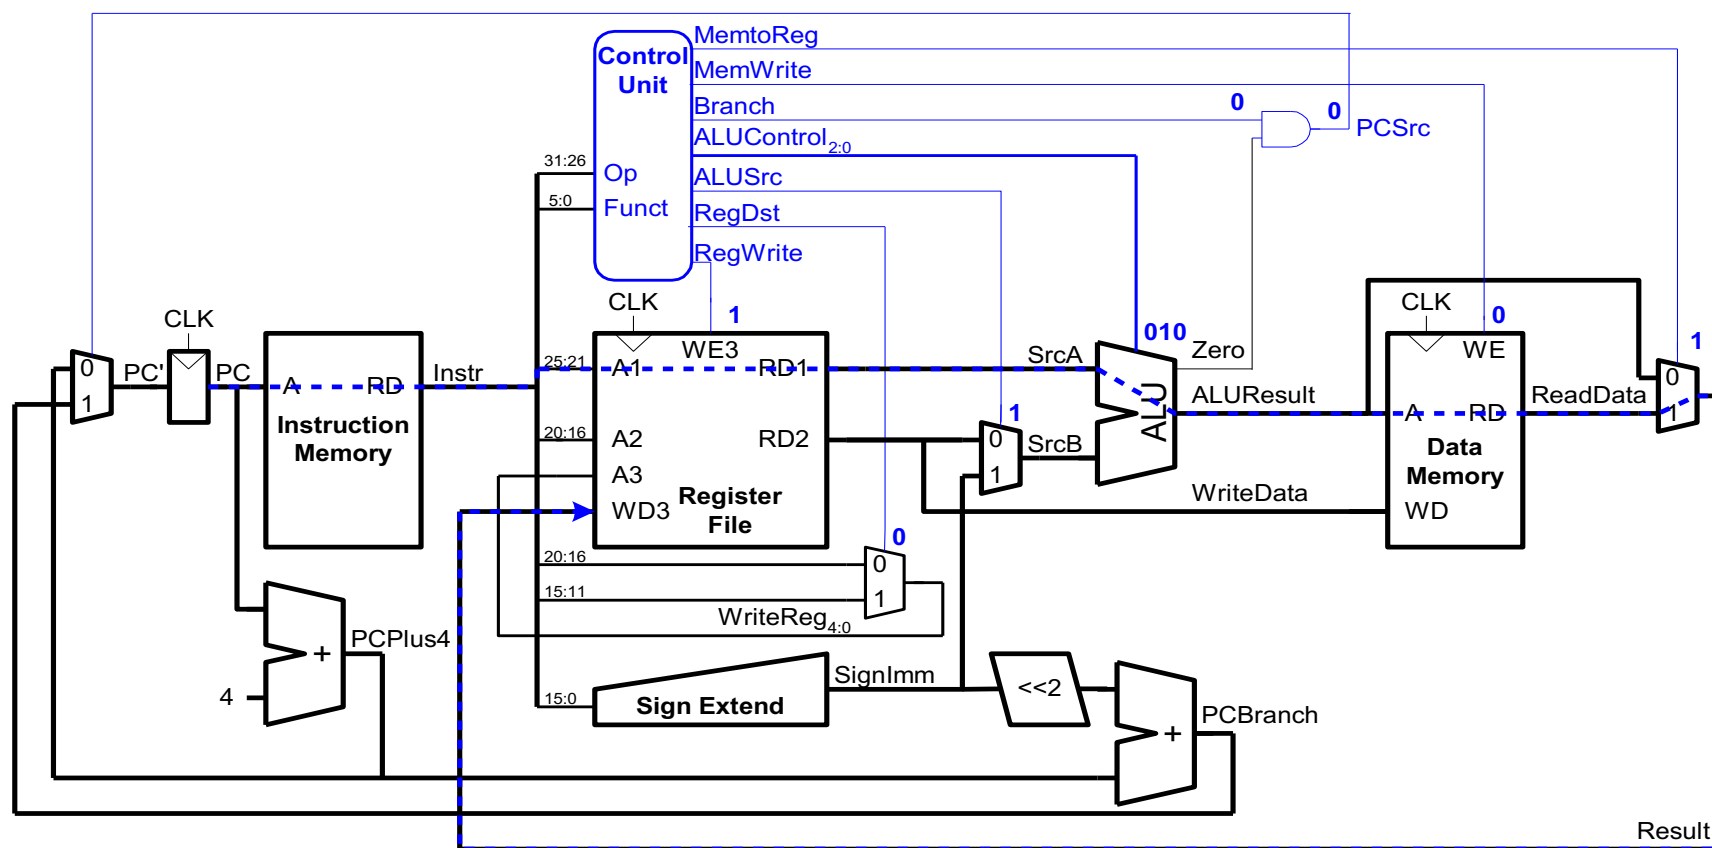 MemtoReg
Control
Unit
MemWrite
Branch
0
0
PCSrc
ALUControl2:0
31:26
Op
ALUSrc
5:0
Funct
RegDst
RegWrite
CLK
CLK
CLK
1
0
010
1
WE3
WE
Zero
SrcA
0
PC'
PC
A
RD
Instr
25:21
A1
RD1
0
1
ALU
ALUResult
A
RD
ReadData
1
Instruction
Memory
1
20:16
A2
RD2
0
SrcB
1
Data
Memory
A3
Register
File
WD3
WriteData
WD
0
20:16
0
15:11
1
WriteReg4:0
PCPlus4
+
4
SignImm
<<2
15:0
Sign Extend
PCBranch
+
Result